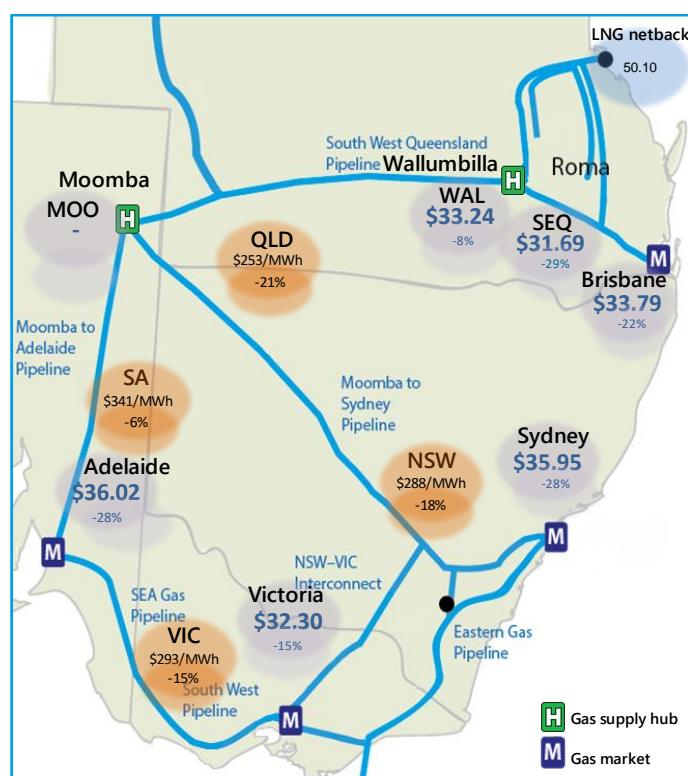 LNG netback
50.10
South West Queensland
Pipeline
Wallumbilla
H
Roma
Moomba
MOO
-
H
WAL
$33.24
-8%
SEQ
$31.69
-29%
QLD
$253/MWh
-21%
M
Brisbane
$33.79
-22%
Moomba to
Adelaide
Pipeline
SA
$341/MWh
-6%
Moomba to
Sydney
Pipeline
Adelaide
$36.02
-28%
NSW
$288/MWh
-18%
Sydney
$35.95
-28%
M
M
NSW–VIC
Interconnect
SEA Gas
Pipeline
Victoria
$32.30
-15%
VIC
$293/MWh
-15%
South West
Pipeline
Eastern Gas
Pipeline
M
H Gas supply hub
M Gas market